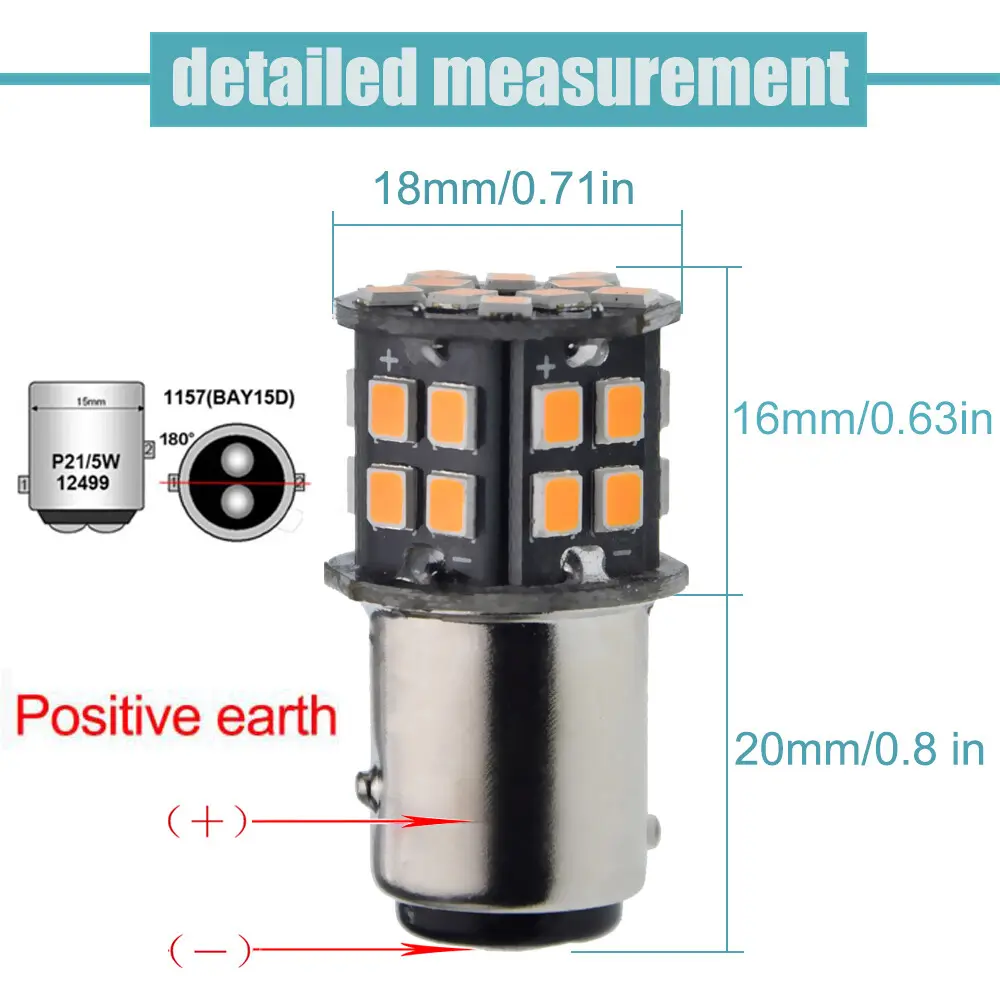 detailed measurement
18mm/0.71in
+
+
15mm
1157(BAY15D)
180°
2
P21/5W
12499
1
1
2
16mm/0.63in
−
−
Positive earth
20mm/0.8 in
(+)
(−)